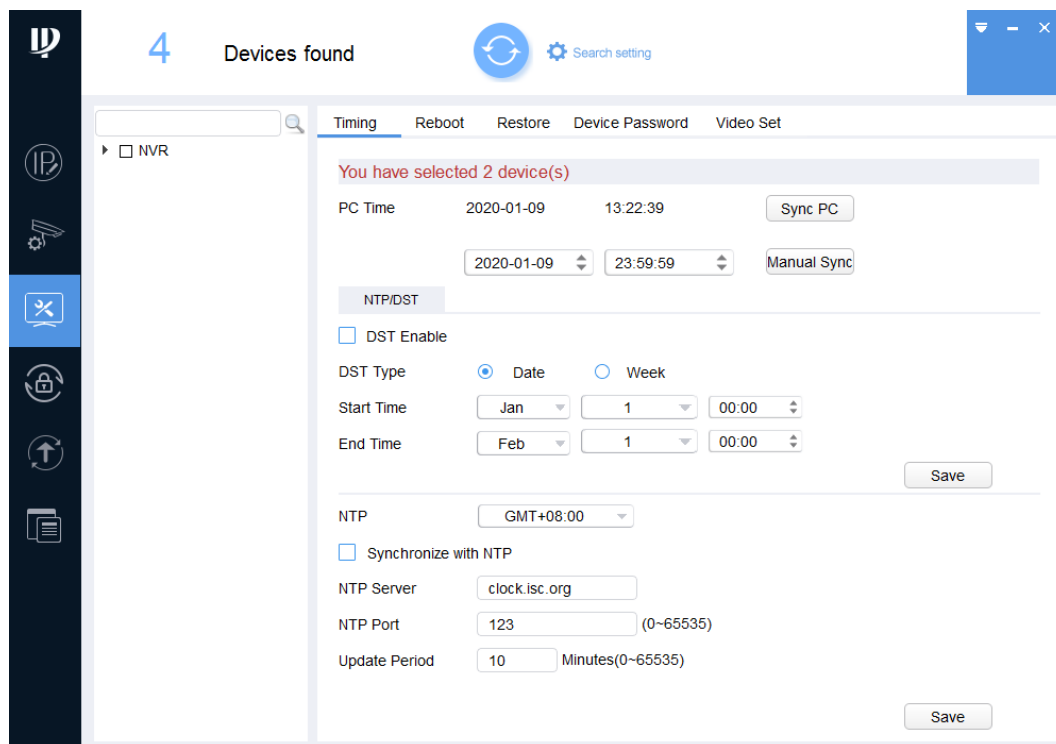 4 Devices found Search setting
Timing Reboot Restore Device Password Video Set
NVR
You have selected 2 device(s)
PC Time 2020-01-09 13:22:39 Sync PC
2020-01-09 23:59:59 Manual Sync
NTP/DST
DST Enable
DST Type Date Week
Start Time Jan 1 00:00
End Time Feb 1 00:00
Save
NTP GMT+08:00
Synchronize with NTP
NTP Server clock.isc.org
NTP Port 123 (0~65535)
Update Period 10 Minutes(0~65535)
Save
IP